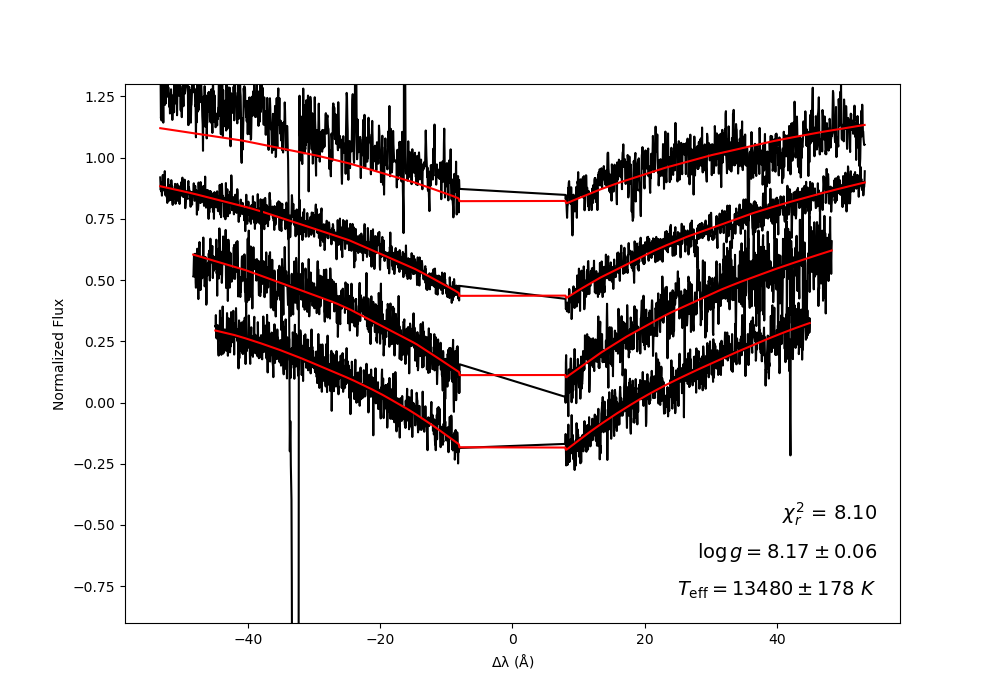 1.25
1.00
0.75
0.50
0.25
0.00
−0.25
−0.50
−0.75
Normalized Flux
χ²ᵣ = 8.10
log g = 8.17 ± 0.06
T_eff = 13480 ± 178 K
−40
−20
0
20
40
Δλ (Å)